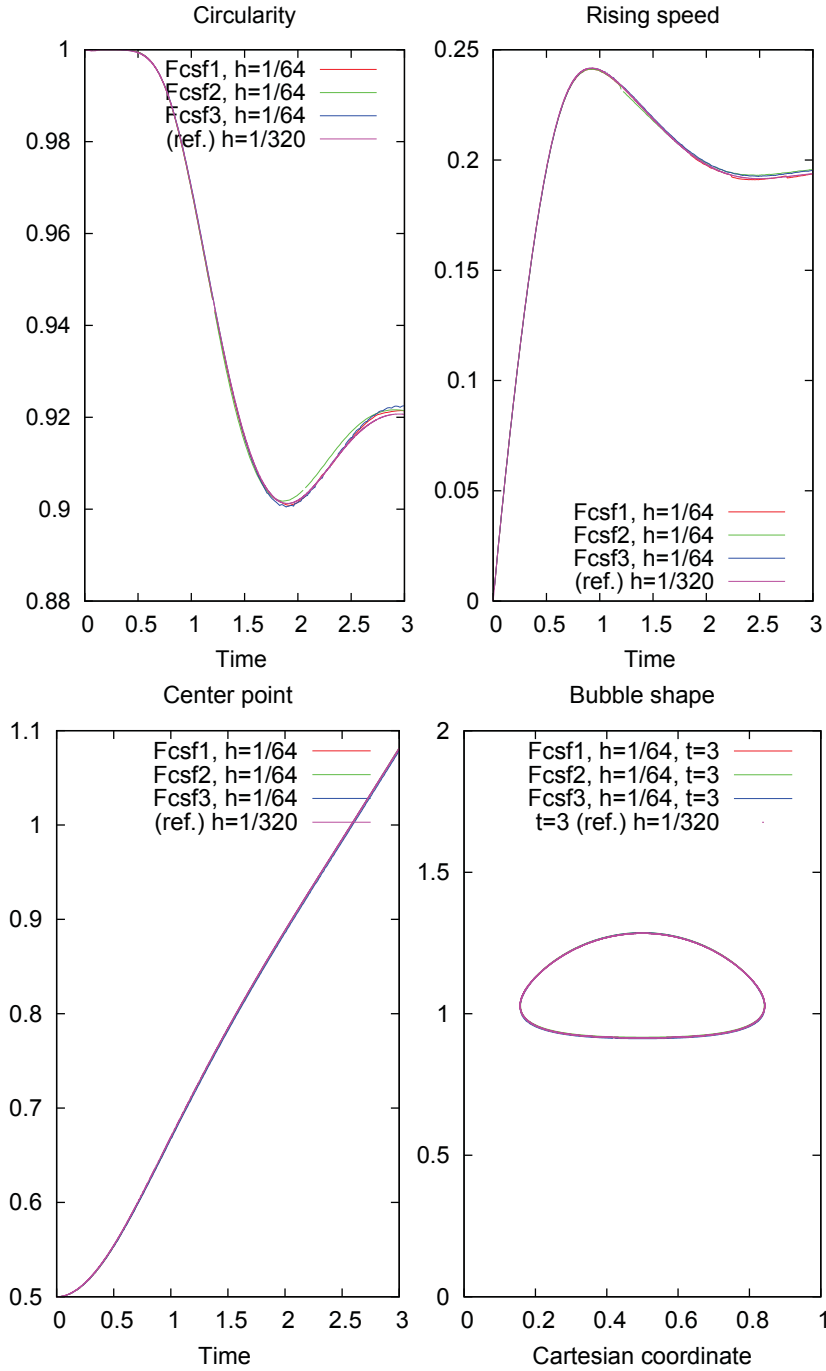 Circularity
1
Fcsf1, h=1/64
Fcsf2, h=1/64
Fcsf3, h=1/64
(ref.) h=1/320
0.98
0.96
0.94
0.92
0.9
0.88
0 0.5 1 1.5 2 2.5 3
Time
Rising speed
0.25
0.2
0.15
0.1
0.05
Fcsf1, h=1/64
Fcsf2, h=1/64
Fcsf3, h=1/64
(ref.) h=1/320
0
0 0.5 1 1.5 2 2.5 3
Time
Center point
1.1
Fcsf1, h=1/64
Fcsf2, h=1/64
Fcsf3, h=1/64
(ref.) h=1/320
1
0.9
0.8
0.7
0.6
0.5
0 0.5 1 1.5 2 2.5 3
Time
Bubble shape
2
Fcsf1, h=1/64, t=3
Fcsf2, h=1/64, t=3
Fcsf3, h=1/64, t=3
t=3 (ref.) h=1/320
1.5
1
0.5
0
0 0.2 0.4 0.6 0.8 1
Cartesian coordinate